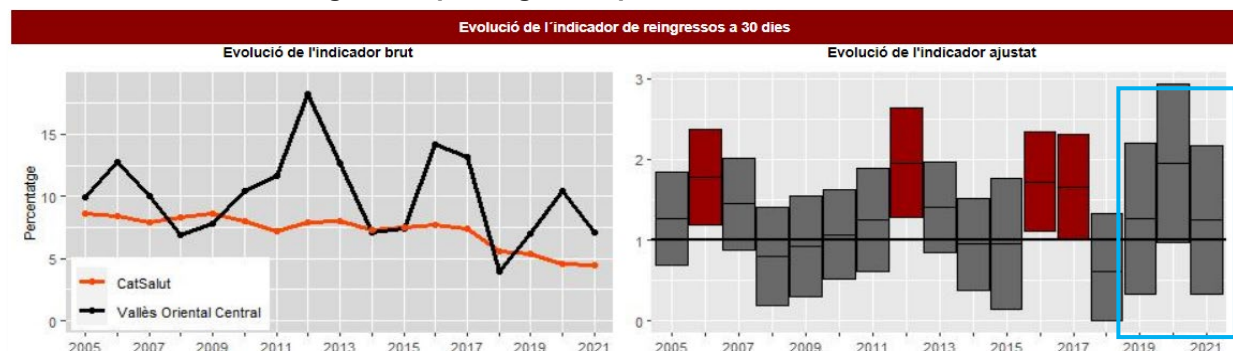 Evolució de l´indicador de reingressos a 30 dies
Evolució de l'indicador brut
Evolució de l'indicador ajustat
Percentatge
15
10
5
0
CatSalut
Vallès Oriental Central
2005 2007 2009 2011 2013 2015 2017 2019 2021
3
2
1
0
2005 2007 2009 2011 2013 2015 2017 2019 2021